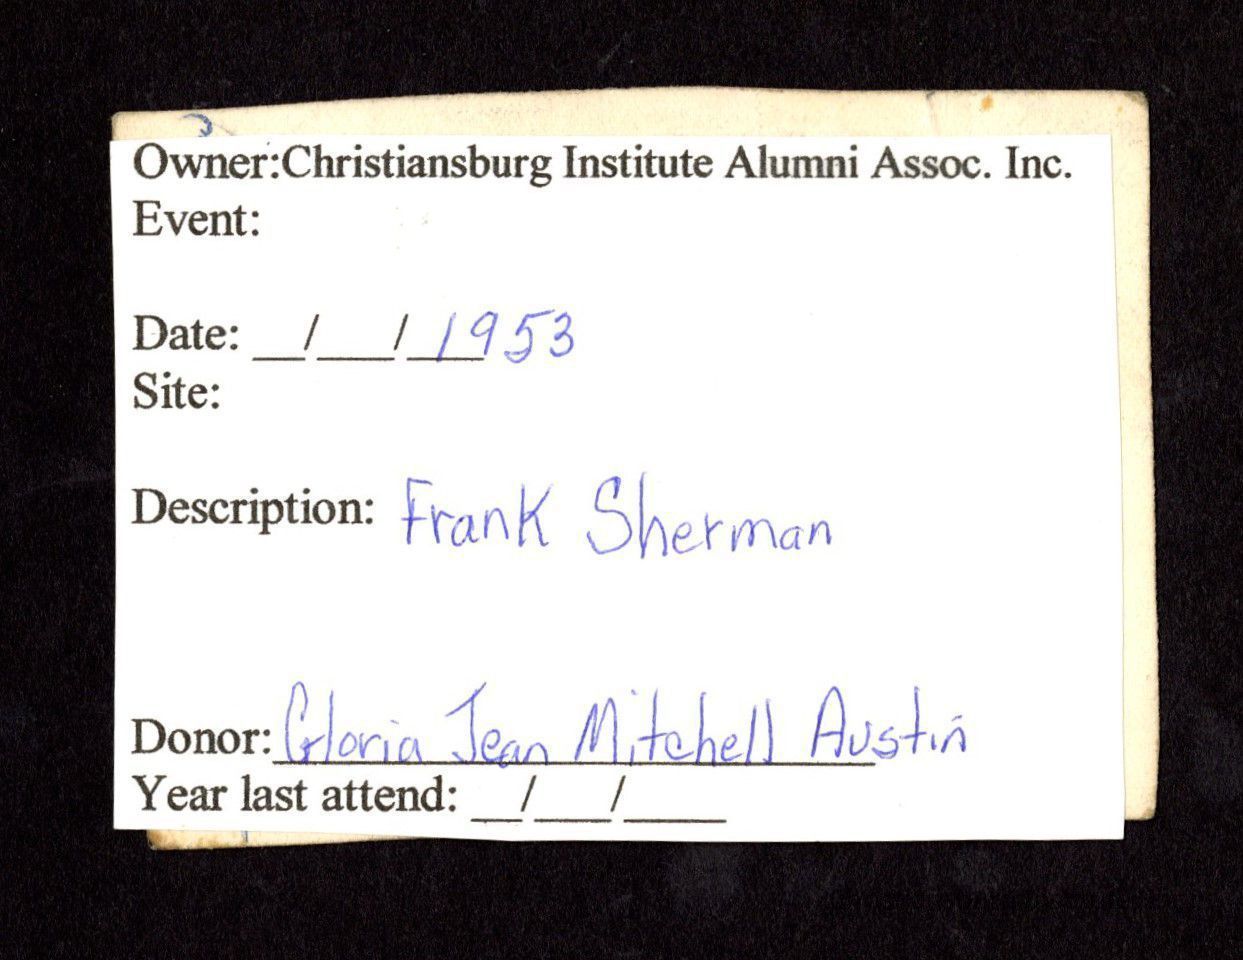 Owner:Christiansburg Institute Alumni Assoc. Inc.
Event:
Date: __/___/___1953
Site:
Description: Frank Sherman
Donor: Gloria Jean Mitchell Austin
Year last attend: __/___/____